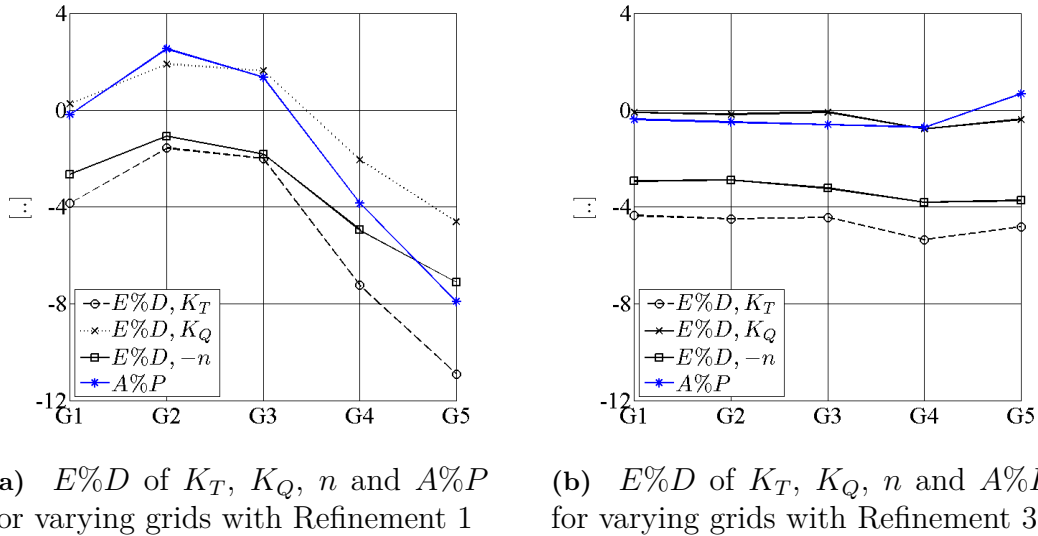 4
0
-4
-8
-12
[..]
E%D, K_T
E%D, K_Q
E%D, −n
A%P
G1 G2 G3 G4 G5
a) E%D of K_T, K_Q, n and A%P
or varying grids with Refinement 1
4
0
-4
-8
-12
[..]
E%D, K_T
E%D, K_Q
E%D, −n
A%P
G1 G2 G3 G4 G5
(b) E%D of K_T, K_Q, n and A%P
for varying grids with Refinement 3